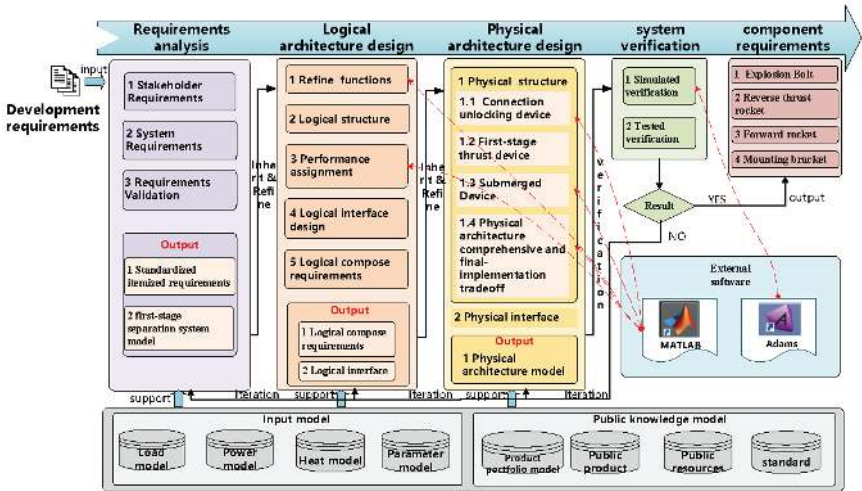 Requirements
analysis
Logical
architecture design
Physical
architecture design
system
verification
component
requirements
input
Development
requirements
1 Stakeholder
Requirements
2 System
Requirements
3 Requirements
Validation
Output
1 Standardized
itemized requirements
2 first-stage
separation system
model
Inherit & Refine
1 Refine functions
2 Logical structure
3 Performance
assignment
4 Logical interface
design
5 Logical compose
requirements
Output
1 Logical compose
requirements
2 Logical interface
Inherit & Refine
1 Physical structure
1.1 Connection
unlocking device
1.2 First-stage
thrust device
1.3 Submerged
Device
1.4 Physical
architecture
comprehensive and
final-
implementation
tradeoff
2 Physical interface
Output
1 Physical
architecture model
verification
1 Simulated
verification
2 Tested
verification
Result
YES
NO
output
1 Explosion Bolt
2 Reverse thrust
rocket
3 Forward rocket
4 Mounting bracket
External
software
MATLAB
Adams
support
Iteration
support
Iteration
support
Iteration
Input model
Load
model
Power
model
Heat model
Parameter
model
Public knowledge model
Product
portfolio model
Public
product
Public
resources
standard